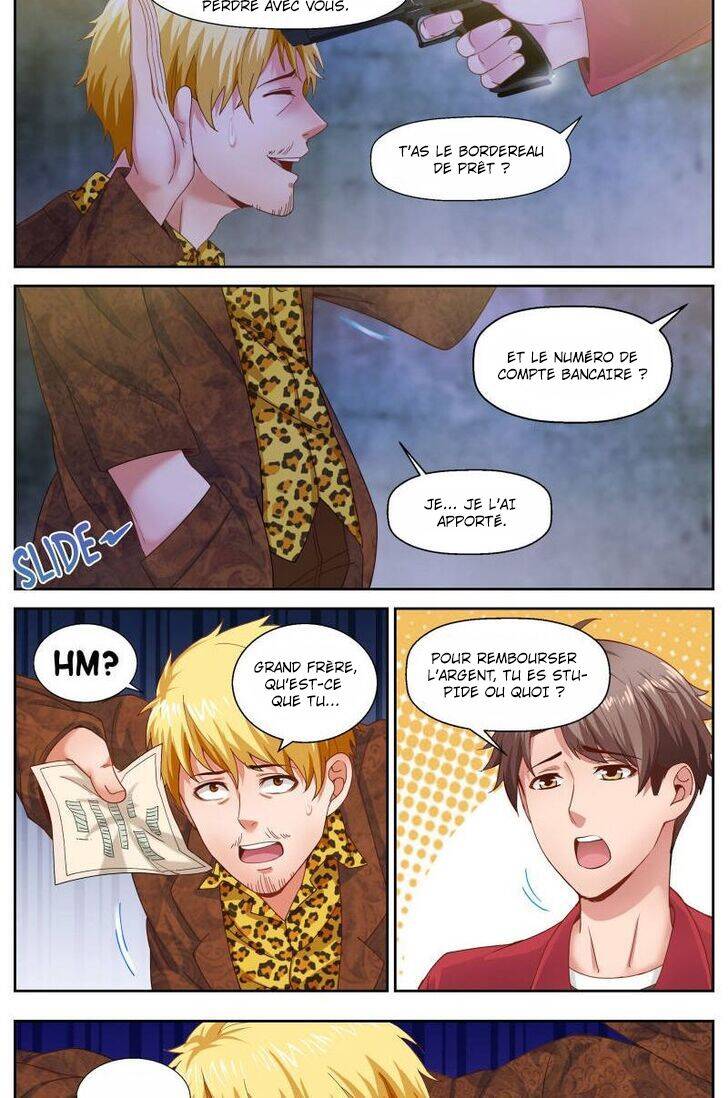 PERDRE AVEC VOUS.
T'AS LE BORDEREAU
DE PRÊT ?
ET LE NUMÉRO DE
COMPTE BANCAIRE ?
JE... JE L'AI
APPORTÉ.
SLIDE~
HM?
GRAND FRÈRE,
QU'EST-CE
QUE TU...
POUR REMBOURSER
L'ARGENT, TU ES STU-
PIDE OU QUOI ?